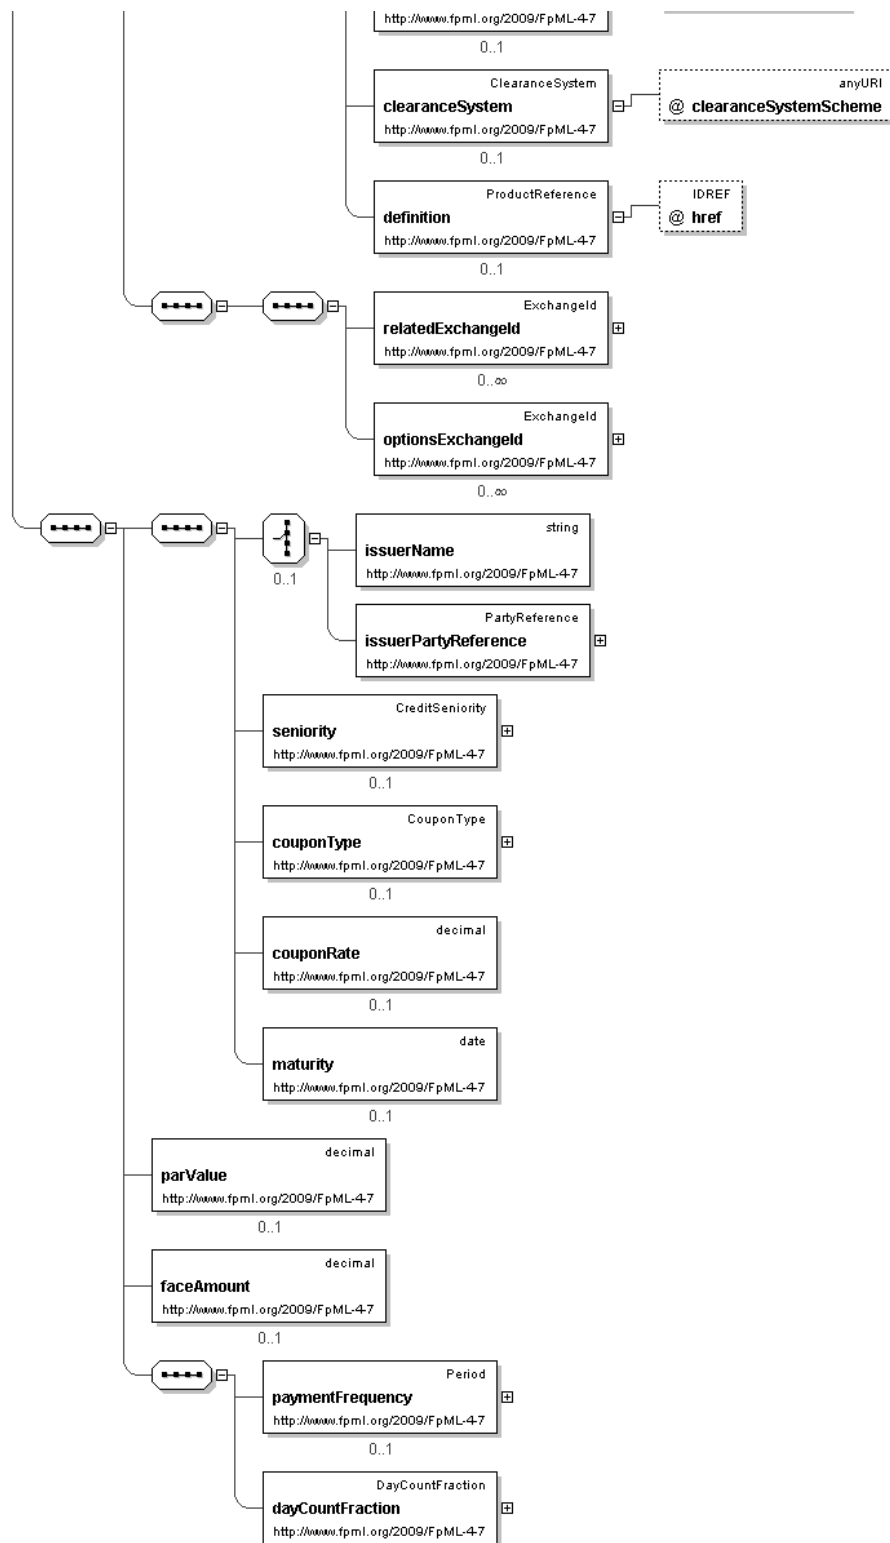 http://www.fpml.org/2009/FpML-4-7
0..1
ClearanceSystem
clearanceSystem
http://www.fpml.org/2009/FpML-4-7
0..1
anyURI
@ clearanceSystemScheme
ProductReference
definition
http://www.fpml.org/2009/FpML-4-7
0..1
IDREF
@ href
ExchangeId
relatedExchangeId
http://www.fpml.org/2009/FpML-4-7
0..∞
ExchangeId
optionsExchangeId
http://www.fpml.org/2009/FpML-4-7
0..∞
0..1
string
issuerName
http://www.fpml.org/2009/FpML-4-7
PartyReference
issuerPartyReference
http://www.fpml.org/2009/FpML-4-7
CreditSeniority
seniority
http://www.fpml.org/2009/FpML-4-7
0..1
CouponType
couponType
http://www.fpml.org/2009/FpML-4-7
0..1
decimal
couponRate
http://www.fpml.org/2009/FpML-4-7
0..1
date
maturity
http://www.fpml.org/2009/FpML-4-7
0..1
decimal
parValue
http://www.fpml.org/2009/FpML-4-7
0..1
decimal
faceAmount
http://www.fpml.org/2009/FpML-4-7
0..1
Period
paymentFrequency
http://www.fpml.org/2009/FpML-4-7
0..1
DayCountFraction
dayCountFraction
http://www.fpml.org/2009/FpML-4-7